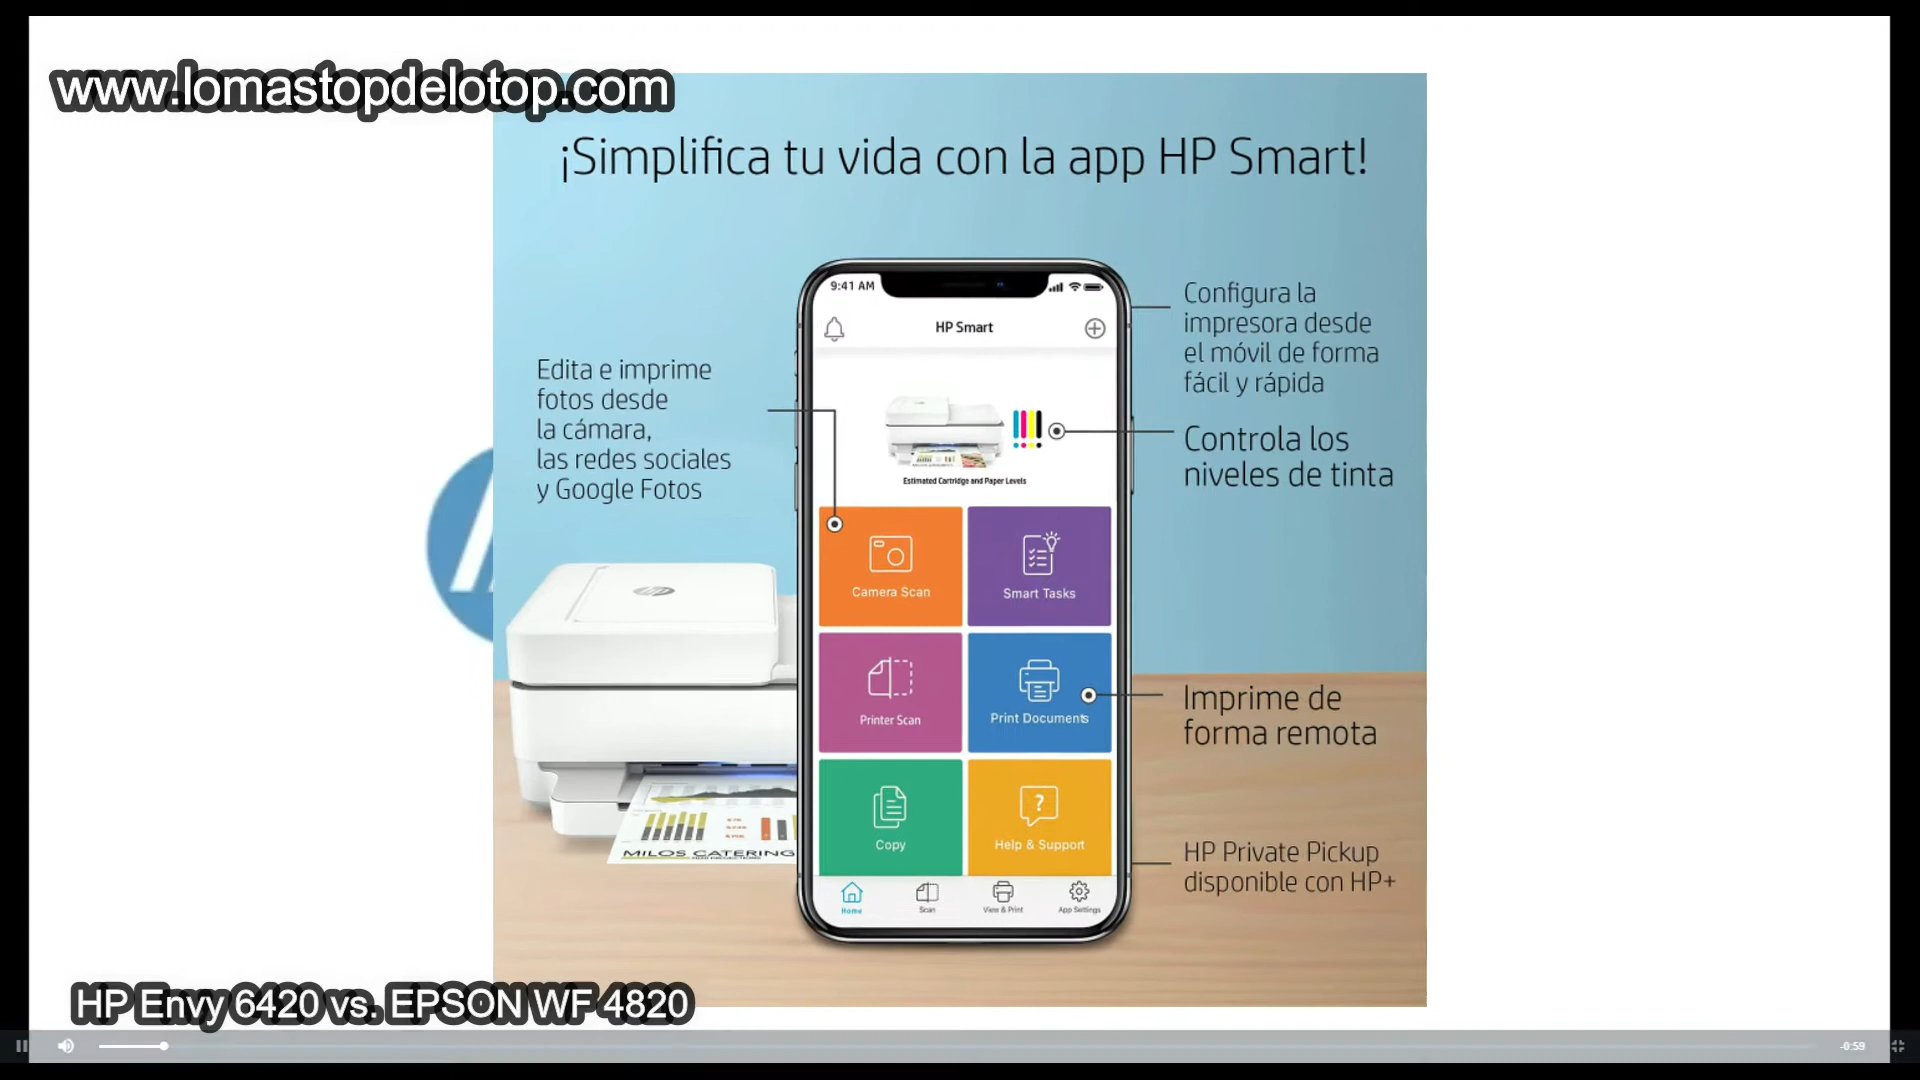 www.lomastopdelotop.com
¡Simplifica tu vida con la app HP Smart!
9:41 AM
HP Smart
Configura la
impresora desde
el móvil de forma
fácil y rápida
Edita e imprime
fotos desde
la cámara,
las redes sociales
y Google Fotos
Controla los
niveles de tinta
Estimated Cartridge and Paper Levels
Camera Scan
Smart Tasks
Printer Scan
Print Documents
Imprime de
forma remota
Copy
Help & Support
MILOS CATERING
HP Private Pickup
disponible con HP+
Home
Scan
View & Print
App Settings
HP Envy 6420 vs. EPSON WF 4820
-0:59